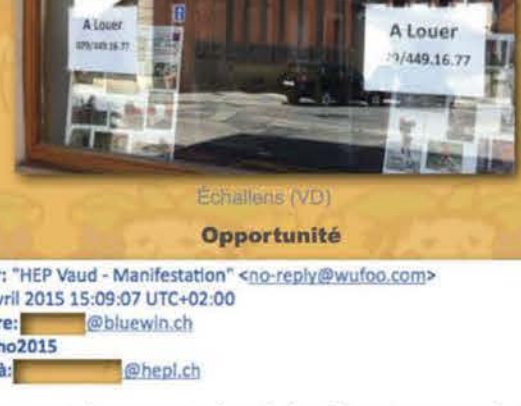 A Louer
079/449.16.77
A Louer
79/449.16.77
Échallens (VD)
Opportunité
: "HEP Vaud - Manifestation" <no-reply@wufoo.com>
vril 2015 15:09:07 UTC+02:00
re: @bluewin.ch
no2015
à: @hepl.ch